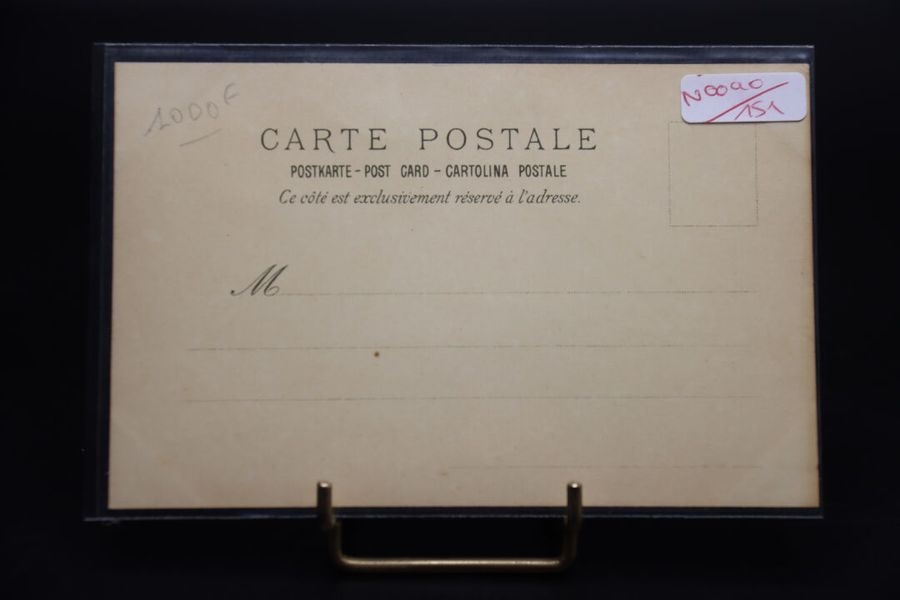 1000F
N0090
151
CARTE POSTALE
POSTKARTE - POST CARD - CARTOLINA POSTALE
Ce côté est exclusivement réservé à l'adresse.
M